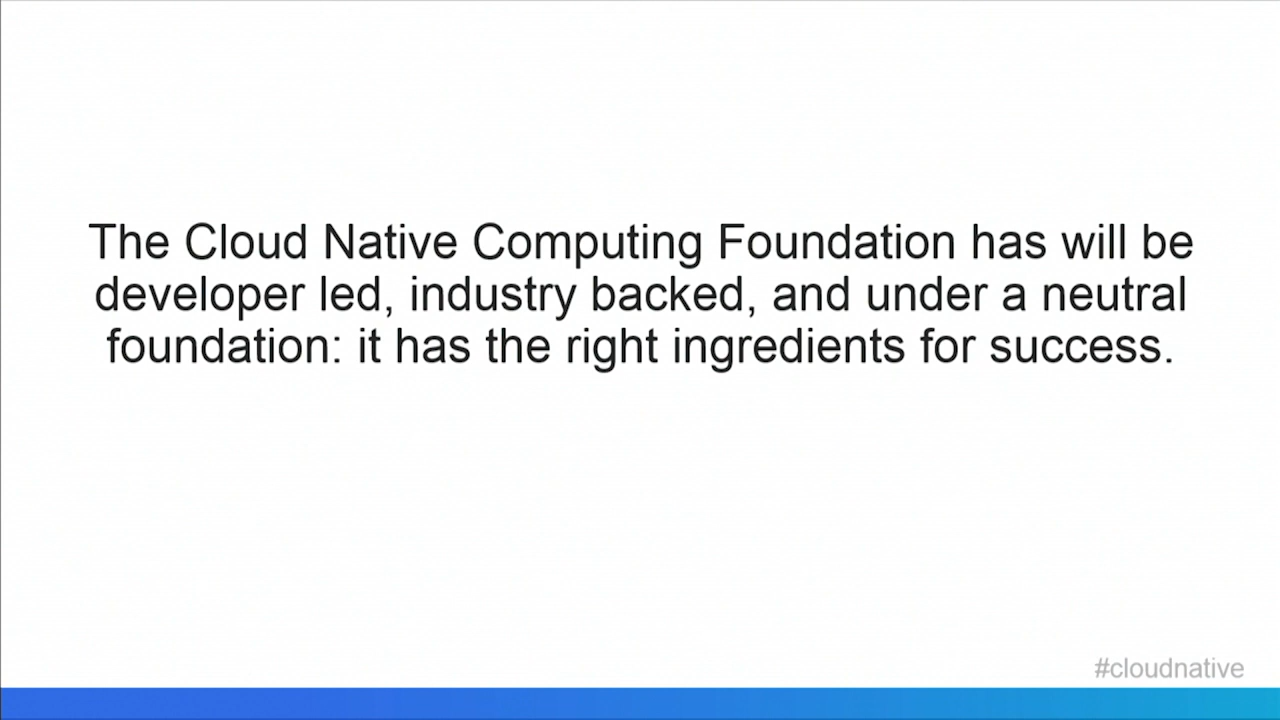 The Cloud Native Computing Foundation has will be
developer led, industry backed, and under a neutral
foundation: it has the right ingredients for success.
#cloudnative